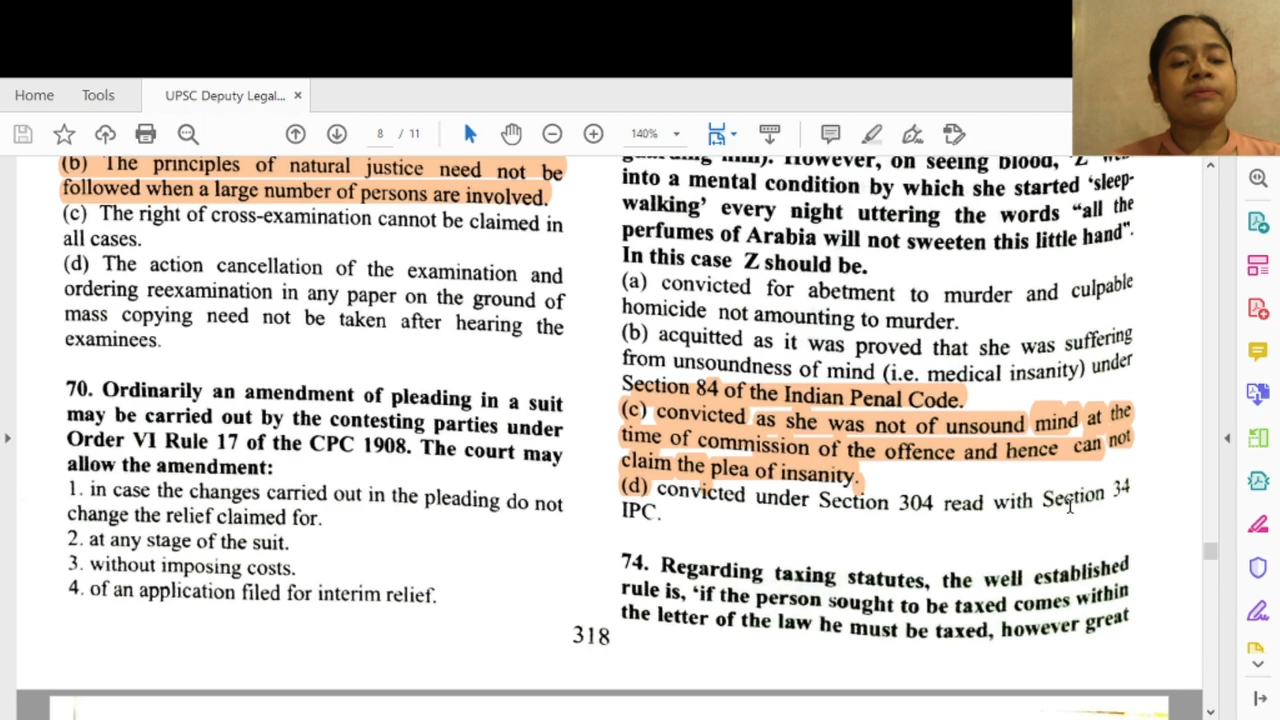 Home
Tools
UPSC Deputy Legal... ×
8 / 11
140%
(b) The principles of natural justice need not be
followed when a large number of persons are involved.
(c) The right of cross-examination cannot be claimed in
all cases.
(d) The action cancellation of the examination and
ordering reexamination in any paper on the ground of
mass copying need not be taken after hearing the
examinees.
70. Ordinarily an amendment of pleading in a suit
may be carried out by the contesting parties under
Order VI Rule 17 of the CPC 1908. The court may
allow the amendment:
1. in case the changes carried out in the pleading do not
change the relief claimed for.
2. at any stage of the suit.
3. without imposing costs.
4. of an application filed for interim relief.
However, on seeing blood,
into a mental condition by which she started ‘sleep-
walking’ every night uttering the words “all the
perfumes of Arabia will not sweeten this little hand”.
In this case Z should be.
(a) convicted for abetment to murder and culpable
homicide not amounting to murder.
(b) acquitted as it was proved that she was suffering
from unsoundness of mind (i.e. medical insanity) under
Section 84 of the Indian Penal Code.
(c) convicted as she was not of unsound mind at the
time of commission of the offence and hence can not
claim the plea of insanity.
(d) convicted under Section 304 read with Section 34
IPC.
74. Regarding taxing statutes, the well established
rule is, ‘if the person sought to be taxed comes within
the letter of the law he must be taxed, however great
318